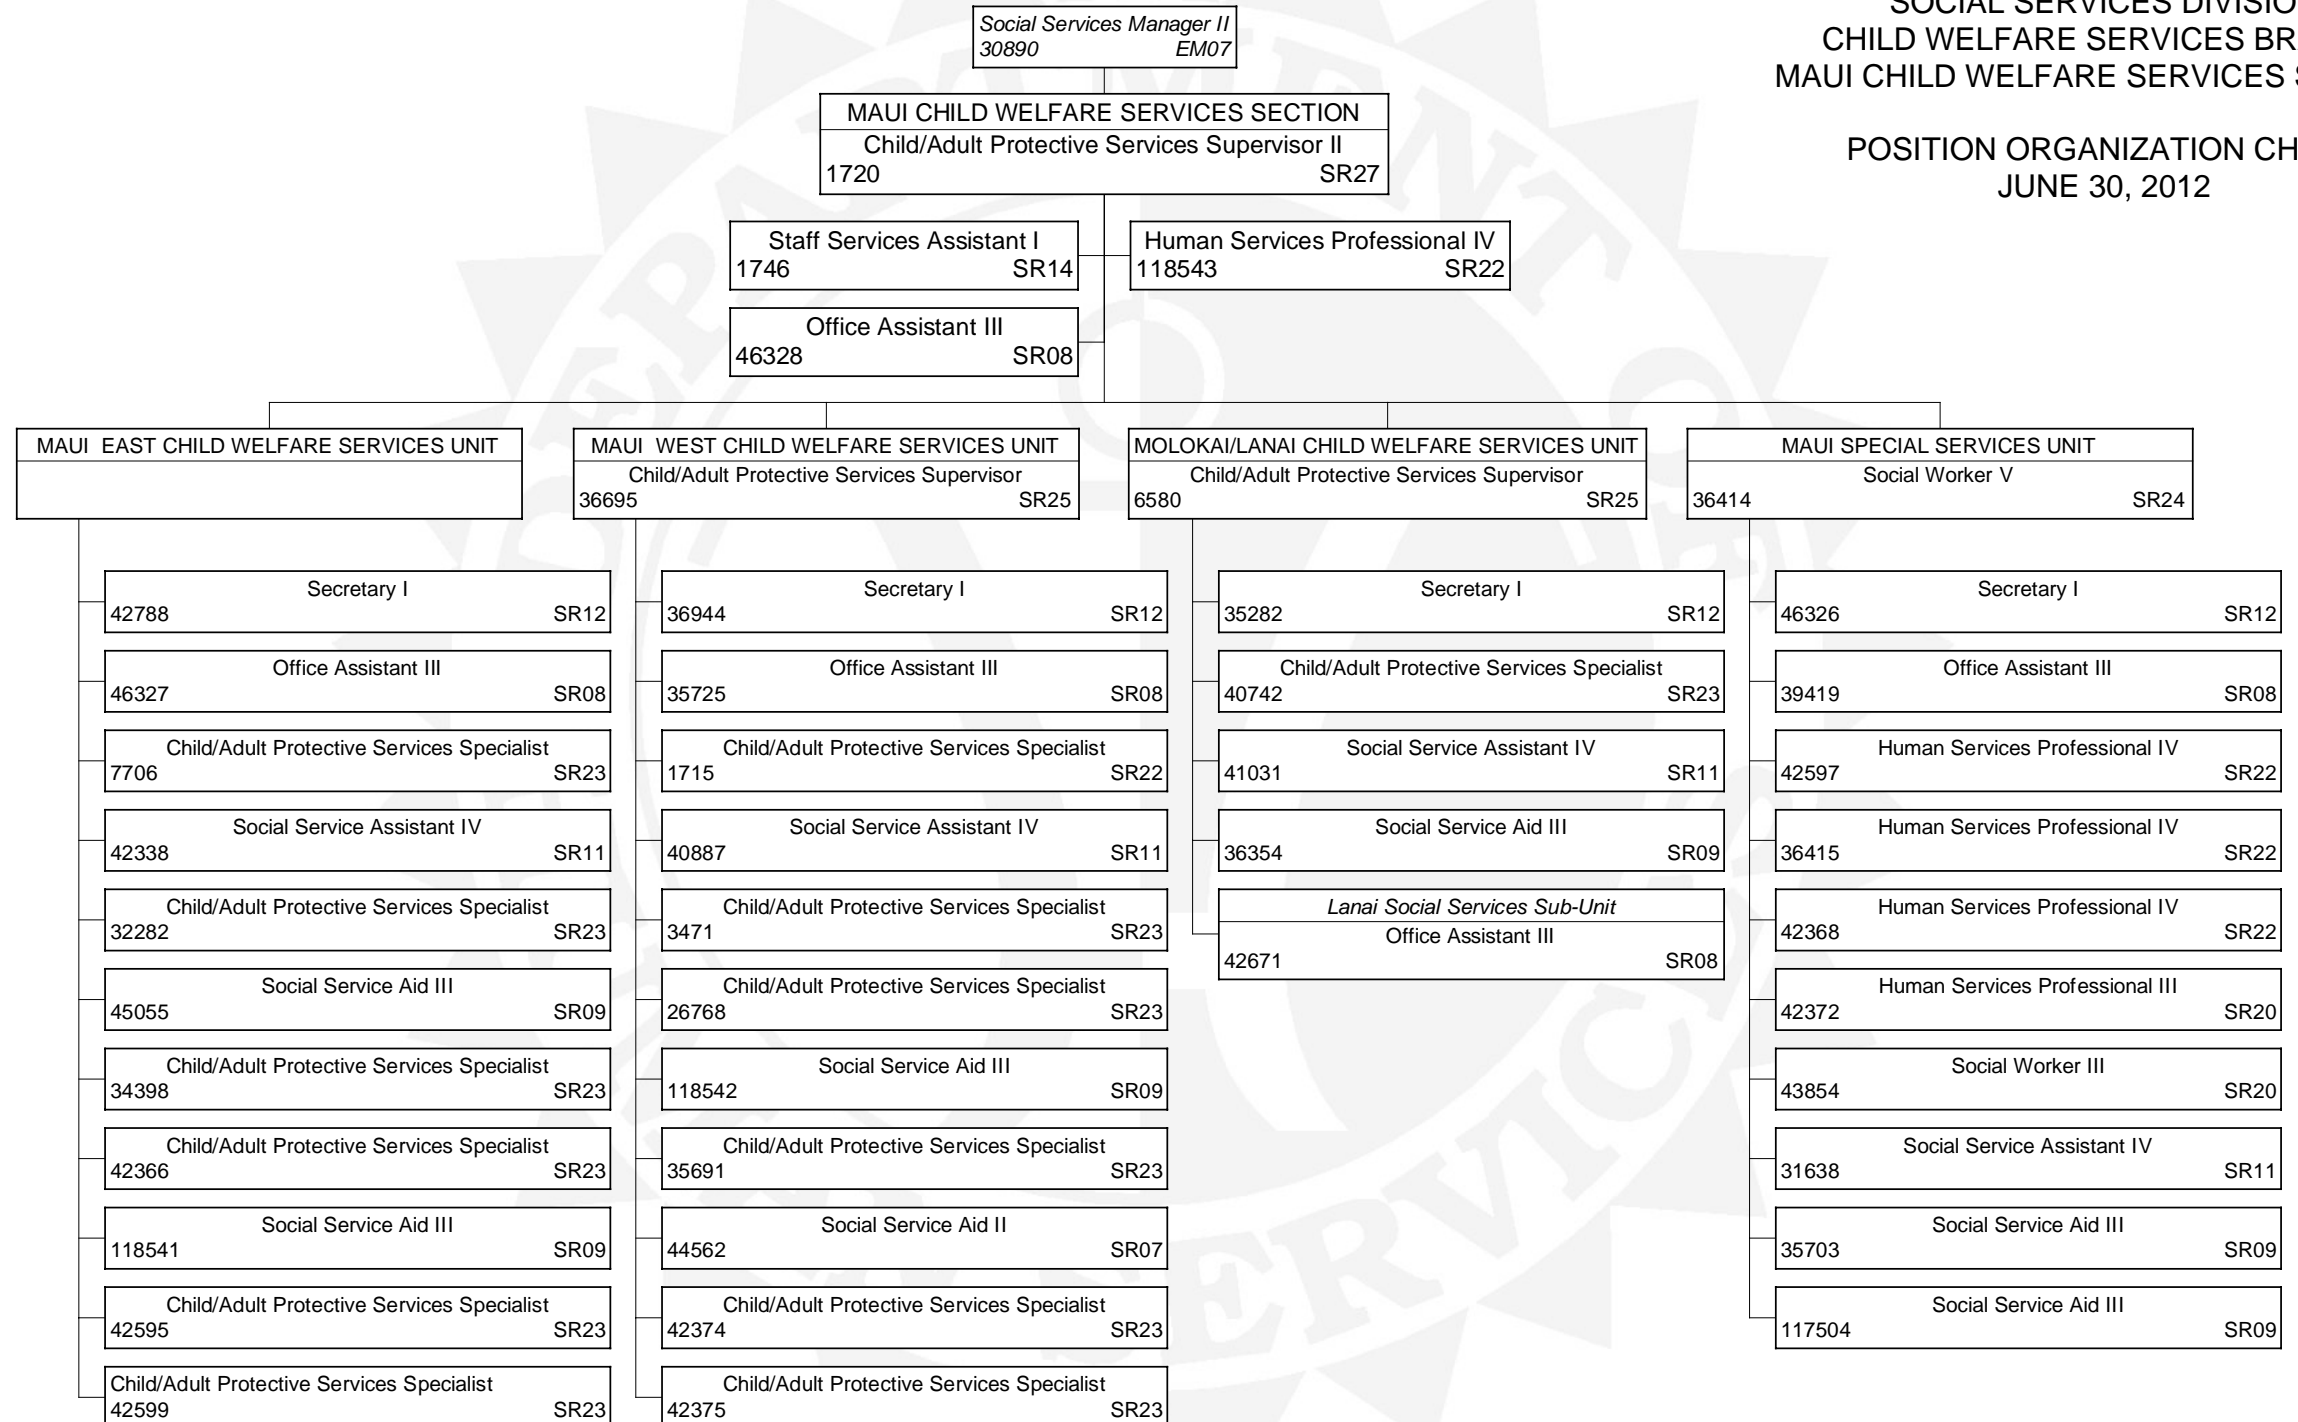 SOCIAL SERVICES DIVISIO
CHILD WELFARE SERVICES BR
MAUI CHILD WELFARE SERVICES
POSITION ORGANIZATION CH
JUNE 30, 2012
Social Services Manager II
30890 EM07
MAUI CHILD WELFARE SERVICES SECTION
Child/Adult Protective Services Supervisor II
1720 SR27
Staff Services Assistant I
1746 SR14
Human Services Professional IV
118543 SR22
Office Assistant III
46328 SR08
MAUI EAST CHILD WELFARE SERVICES UNIT
Secretary I
42788 SR12
Office Assistant III
46327 SR08
Child/Adult Protective Services Specialist
7706 SR23
Social Service Assistant IV
42338 SR11
Child/Adult Protective Services Specialist
32282 SR23
Social Service Aid III
45055 SR09
Child/Adult Protective Services Specialist
34398 SR23
Child/Adult Protective Services Specialist
42366 SR23
Social Service Aid III
118541 SR09
Child/Adult Protective Services Specialist
42595 SR23
Child/Adult Protective Services Specialist
42599 SR23
MAUI WEST CHILD WELFARE SERVICES UNIT
Child/Adult Protective Services Supervisor
36695 SR25
Secretary I
36944 SR12
Office Assistant III
35725 SR08
Child/Adult Protective Services Specialist
1715 SR22
Social Service Assistant IV
40887 SR11
Child/Adult Protective Services Specialist
3471 SR23
Child/Adult Protective Services Specialist
26768 SR23
Social Service Aid III
118542 SR09
Child/Adult Protective Services Specialist
35691 SR23
Social Service Aid II
44562 SR07
Child/Adult Protective Services Specialist
42374 SR23
Child/Adult Protective Services Specialist
42375 SR23
MOLOKAI/LANAI CHILD WELFARE SERVICES UNIT
Child/Adult Protective Services Supervisor
6580 SR25
Secretary I
35282 SR12
Child/Adult Protective Services Specialist
40742 SR23
Social Service Assistant IV
41031 SR11
Social Service Aid III
36354 SR09
Lanai Social Services Sub-Unit
Office Assistant III
42671 SR08
MAUI SPECIAL SERVICES UNIT
Social Worker V
36414 SR24
Secretary I
46326 SR12
Office Assistant III
39419 SR08
Human Services Professional IV
42597 SR22
Human Services Professional IV
36415 SR22
Human Services Professional IV
42368 SR22
Human Services Professional III
42372 SR20
Social Worker III
43854 SR20
Social Service Assistant IV
31638 SR11
Social Service Aid III
35703 SR09
Social Service Aid III
117504 SR09
DEPARTMENT OF
SERVICES